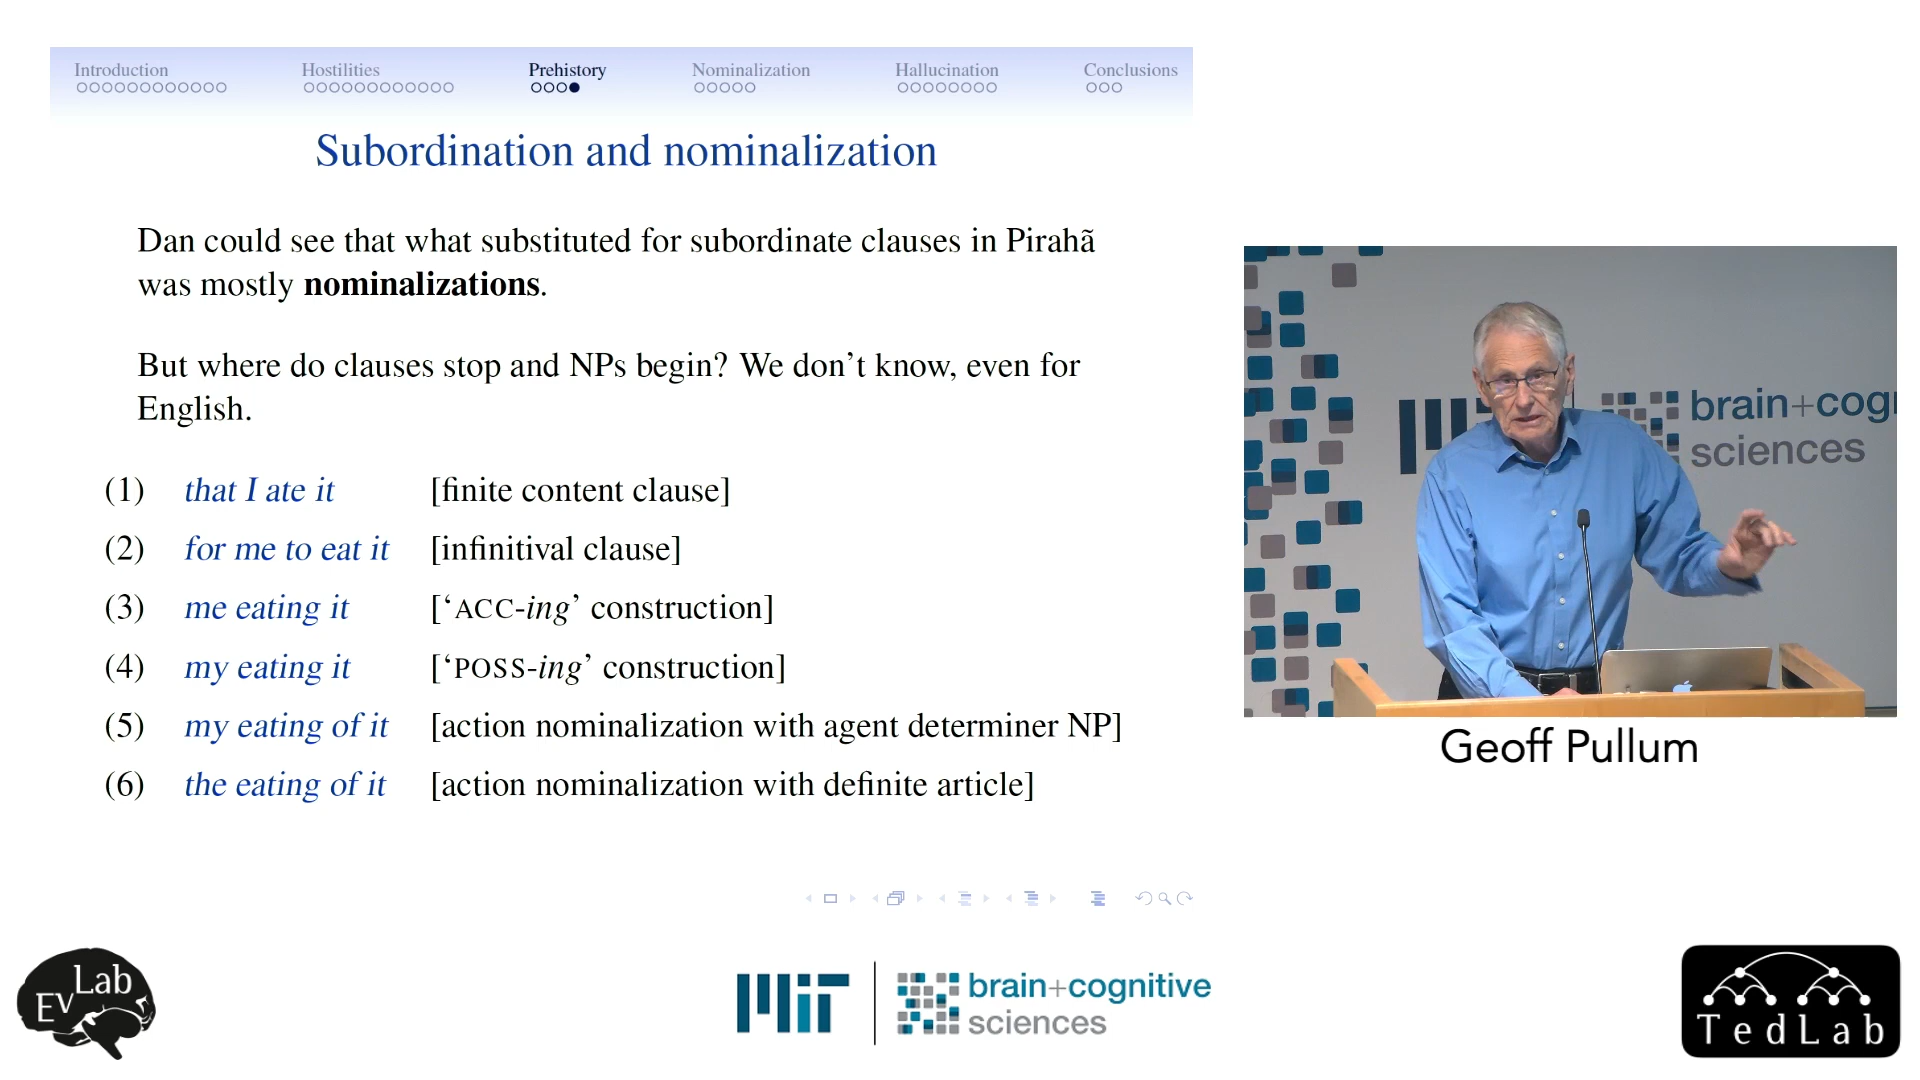 Introduction Hostilities Prehistory Nominalization Hallucination Conclusions
Subordination and nominalization
Dan could see that what substituted for subordinate clauses in Pirahã
was mostly nominalizations.
But where do clauses stop and NPs begin? We don't know, even for
English.
(1) that I ate it [finite content clause]
(2) for me to eat it [infinitival clause]
(3) me eating it [‘ACC-ing’ construction]
(4) my eating it [‘POSS-ing’ construction]
(5) my eating of it [action nominalization with agent determiner NP]
(6) the eating of it [action nominalization with definite article]
brain+cog
sciences
Geoff Pullum
EV Lab
MIT
brain+cognitive
sciences
TedLab